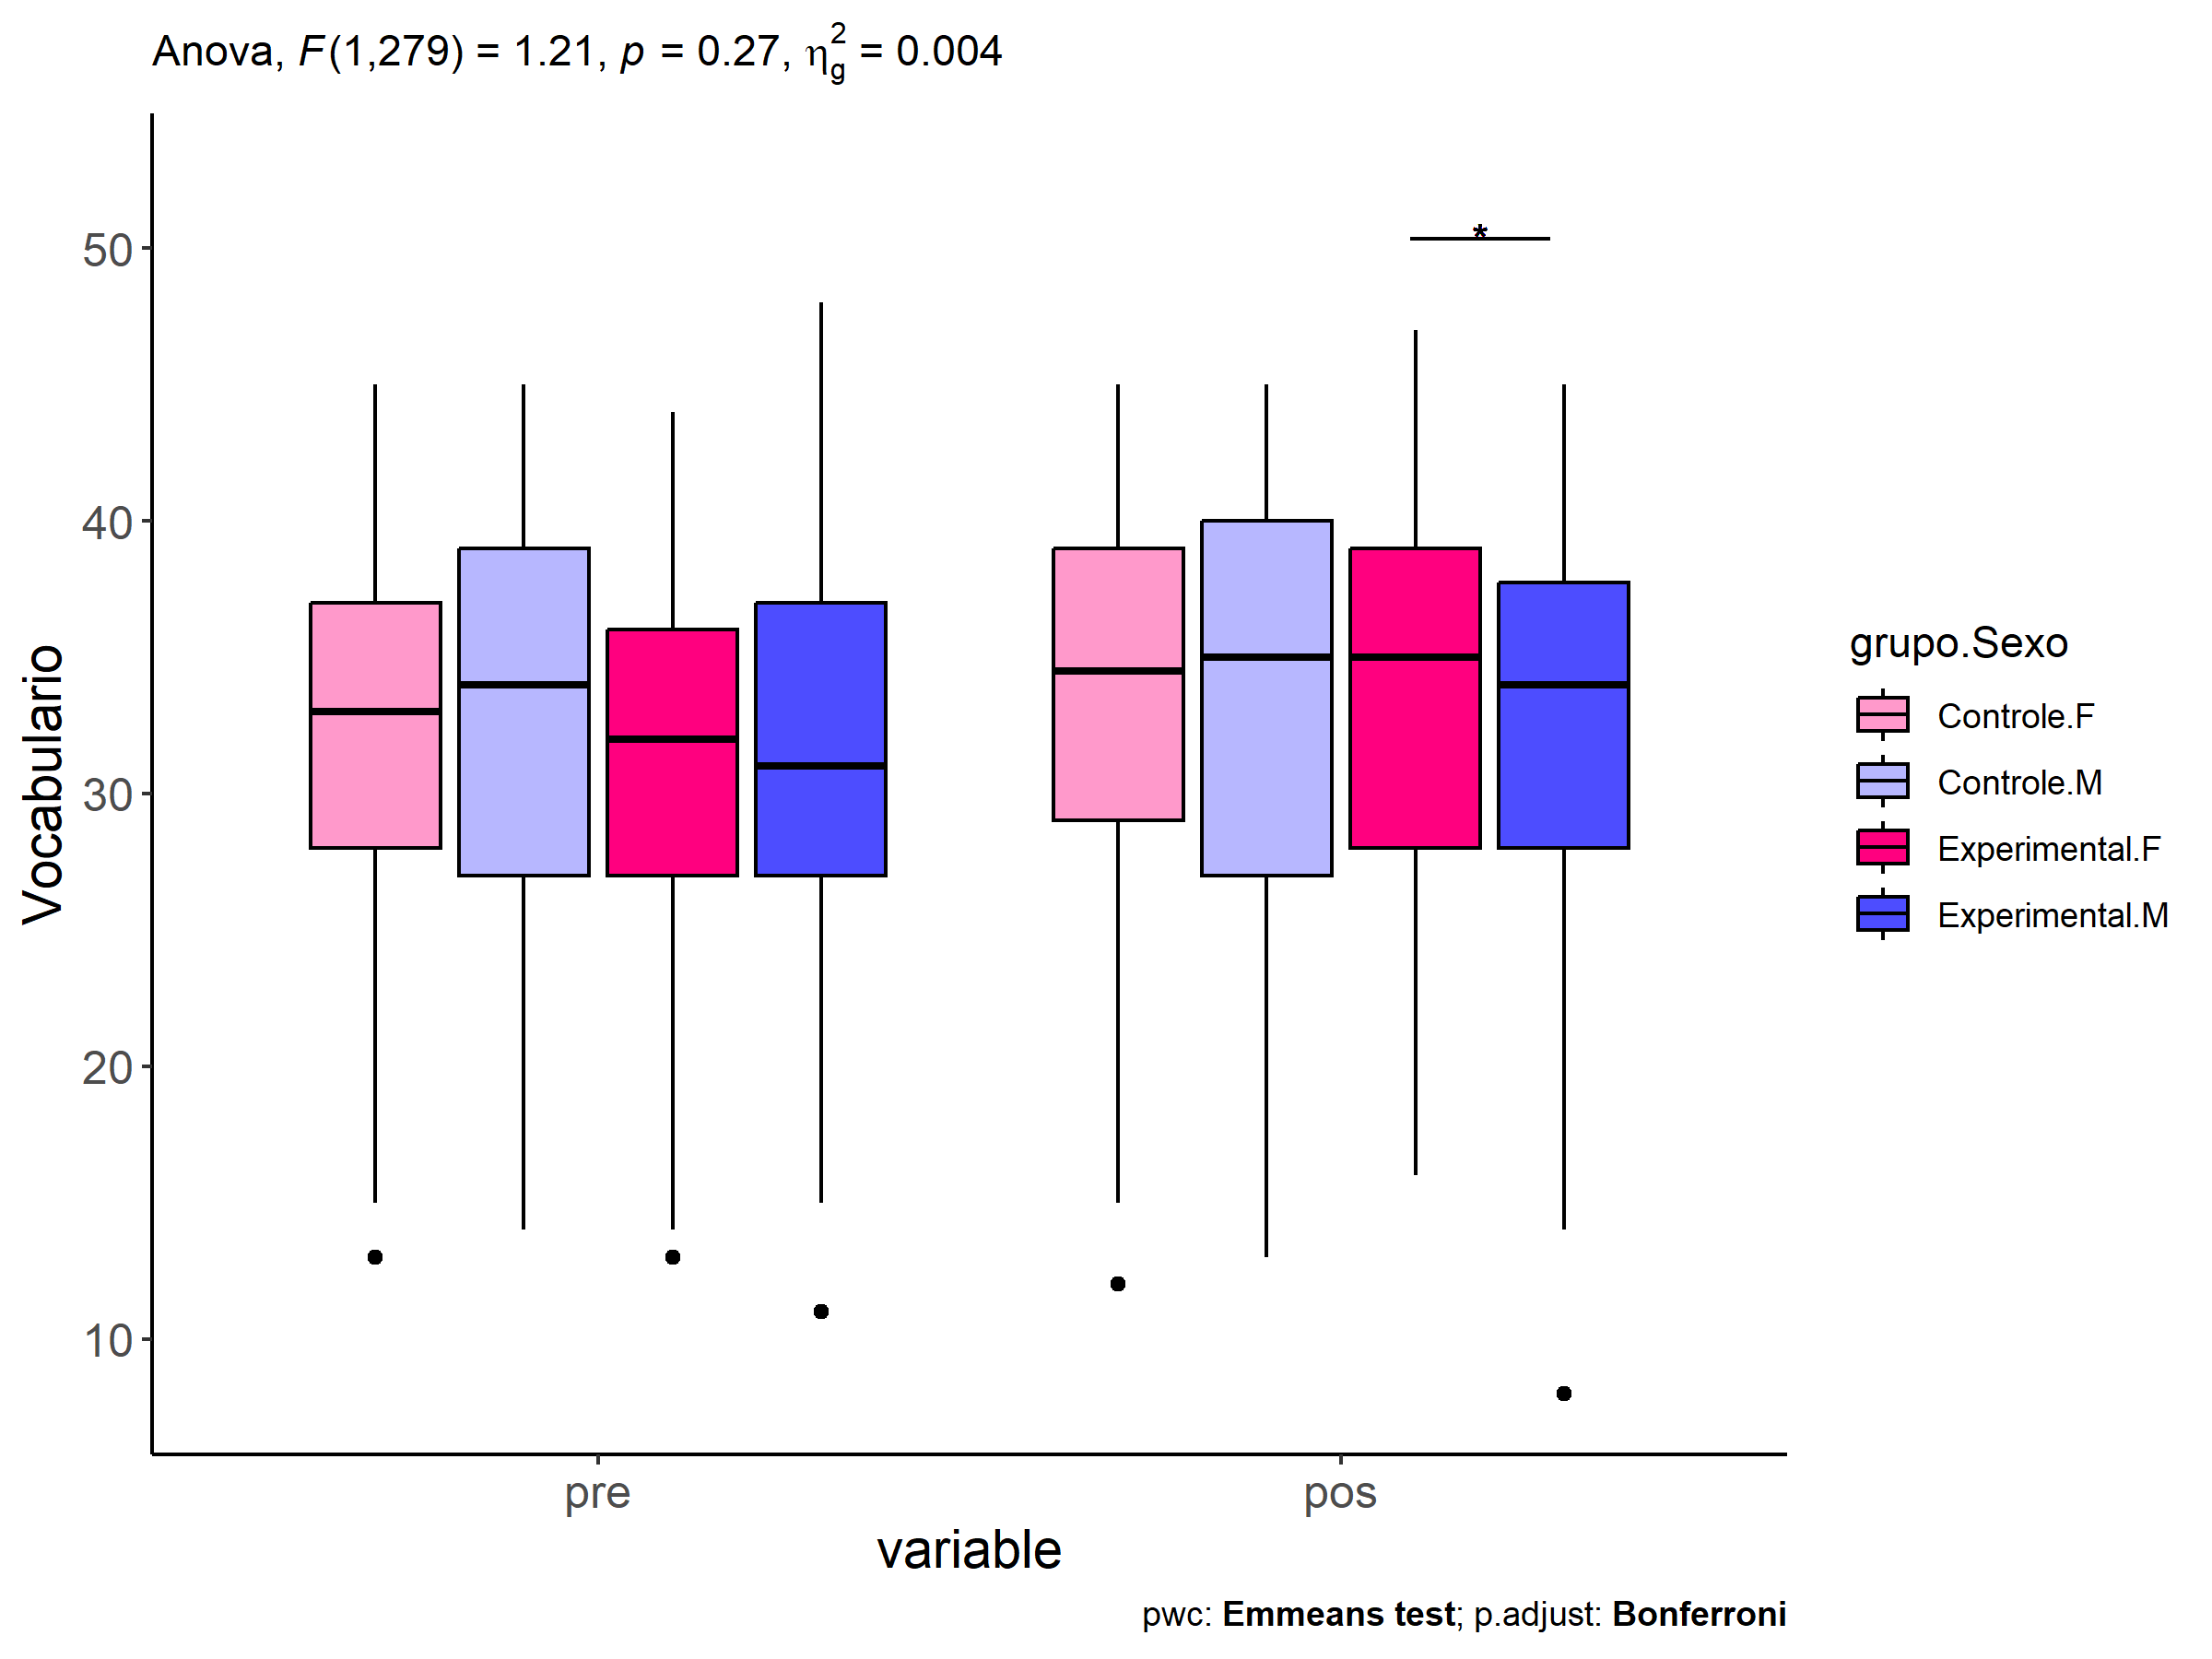 Anova, F(1,279) = 1.21, p = 0.27, η²g = 0.004
Vocabulario
50
40
30
20
10
*
pre
pos
variable
grupo.Sexo
Controle.F
Controle.M
Experimental.F
Experimental.M
pwc: Emmeans test; p.adjust: Bonferroni